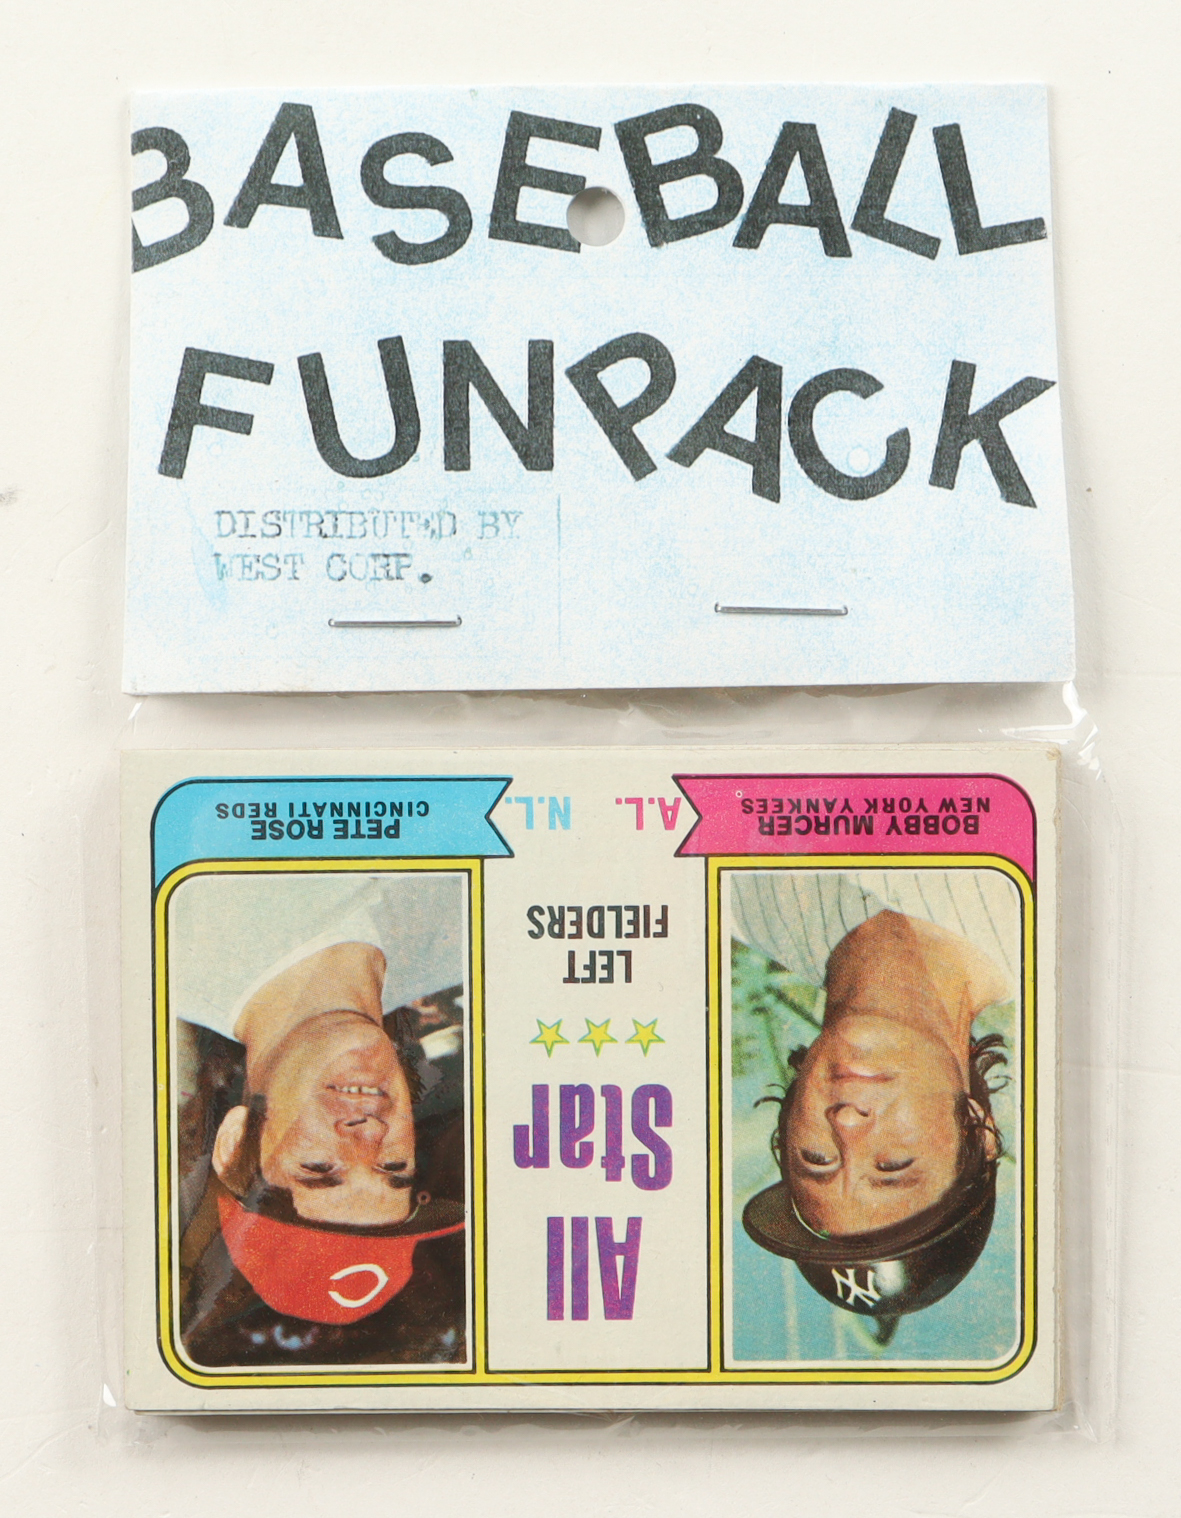 BASEBALL
FUNPACK
DISTRIBUTED BY
WEST CORP.
All
Star
LEFT
FIELDERS
BOBBY MURCER
NEW YORK YANKEES
A.L.
N.L.
PETE ROSE
CINCINNATI REDS
NY
C